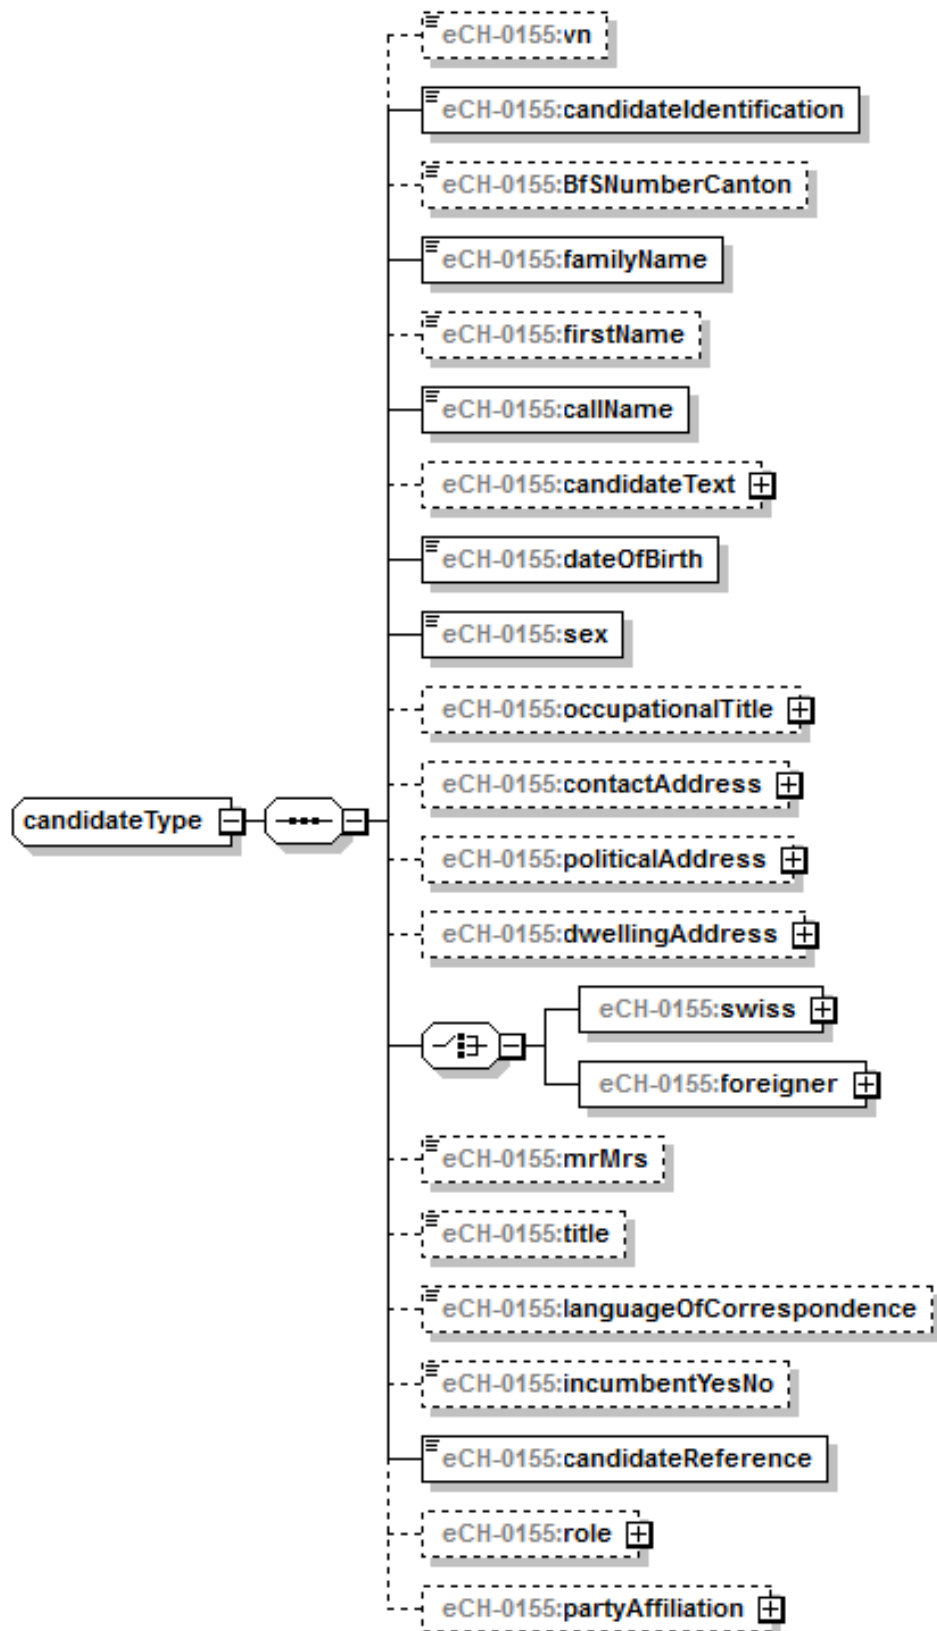 eCH-0155:vn
eCH-0155:candidateIdentification
eCH-0155:BfSNumberCanton
eCH-0155:familyName
eCH-0155:firstName
eCH-0155:callName
eCH-0155:candidateText
eCH-0155:dateOfBirth
eCH-0155:sex
eCH-0155:occupationalTitle
eCH-0155:contactAddress
candidateType
eCH-0155:politicalAddress
eCH-0155:dwellingAddress
eCH-0155:swiss
eCH-0155:foreigner
eCH-0155:mrMrs
eCH-0155:title
eCH-0155:languageOfCorrespondence
eCH-0155:incumbentYesNo
eCH-0155:candidateReference
eCH-0155:role
eCH-0155:partyAffiliation